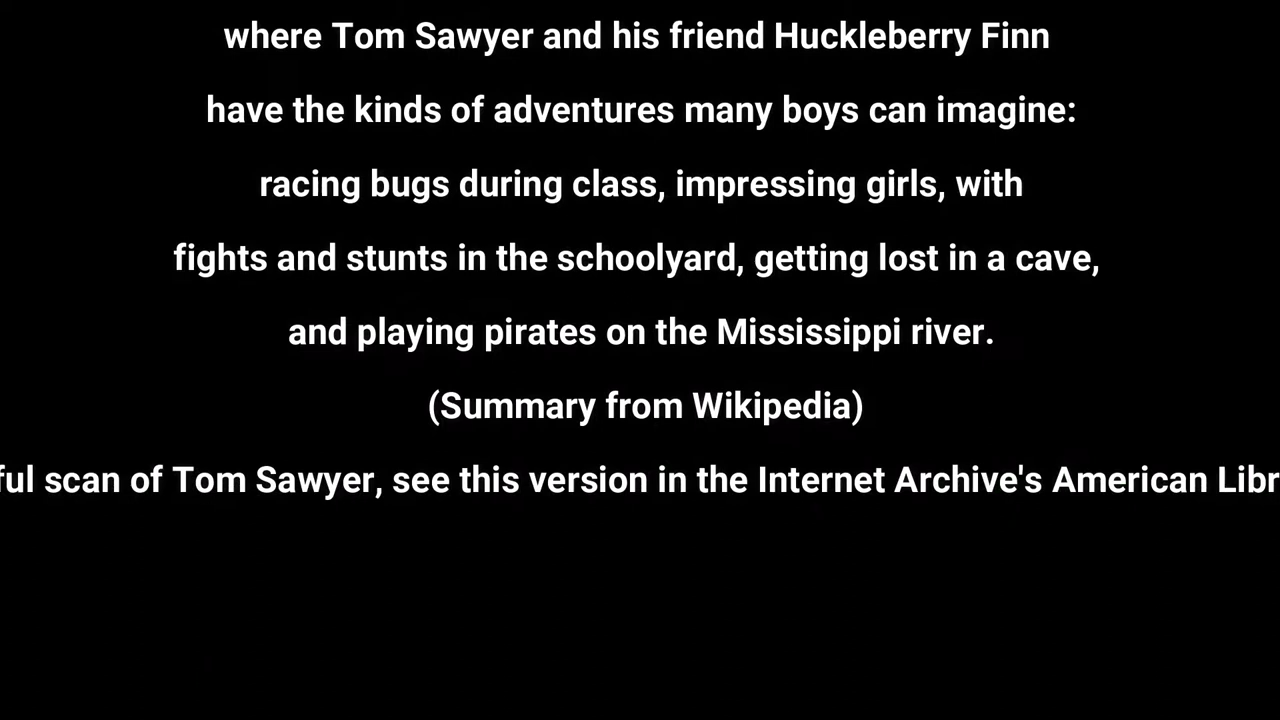 where Tom Sawyer and his friend Huckleberry Finn
have the kinds of adventures many boys can imagine:
racing bugs during class, impressing girls, with
fights and stunts in the schoolyard, getting lost in a cave,
and playing pirates on the Mississippi river.
(Summary from Wikipedia)
ful scan of Tom Sawyer, see this version in the Internet Archive's American Libr